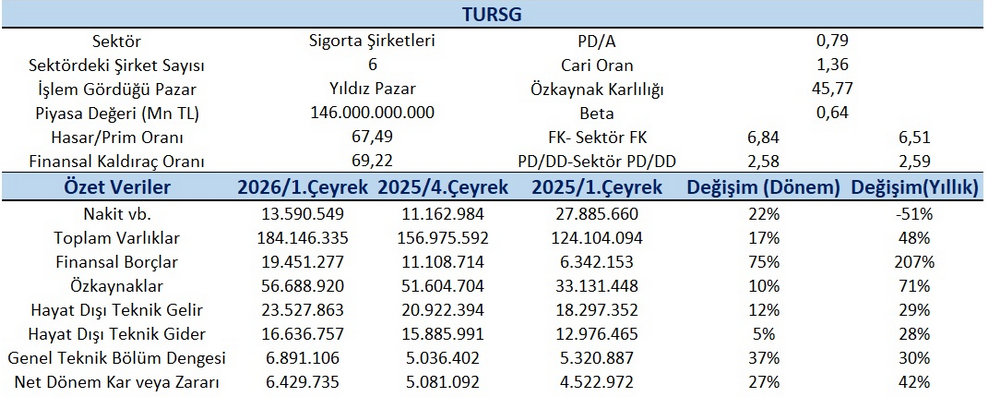 TURSG
Sektör Sigorta Şirketleri PD/A 0,79
Sektördeki Şirket Sayısı 6 Cari Oran 1,36
İşlem Gördüğü Pazar Yıldız Pazar Özkaynak Karlılığı 45,77
Piyasa Değeri (Mn TL) 146.000.000.000 Beta 0,64
Hasar/Prim Oranı 67,49 FK- Sektör FK 6,84 6,51
Finansal Kaldıraç Oranı 69,22 PD/DD-Sektör PD/DD 2,58 2,59
Özet Veriler 2026/1.Çeyrek 2025/4.Çeyrek 2025/1.Çeyrek Değişim (Dönem) Değişim(Yıllık)
Nakit vb. 13.590.549 11.162.984 27.885.660 22% -51%
Toplam Varlıklar 184.146.335 156.975.592 124.104.094 17% 48%
Finansal Borçlar 19.451.277 11.108.714 6.342.153 75% 207%
Özkaynaklar 56.688.920 51.604.704 33.131.448 10% 71%
Hayat Dışı Teknik Gelir 23.527.863 20.922.394 18.297.352 12% 29%
Hayat Dışı Teknik Gider 16.636.757 15.885.991 12.976.465 5% 28%
Genel Teknik Bölüm Dengesi 6.891.106 5.036.402 5.320.887 37% 30%
Net Dönem Kar veya Zararı 6.429.735 5.081.092 4.522.972 27% 42%